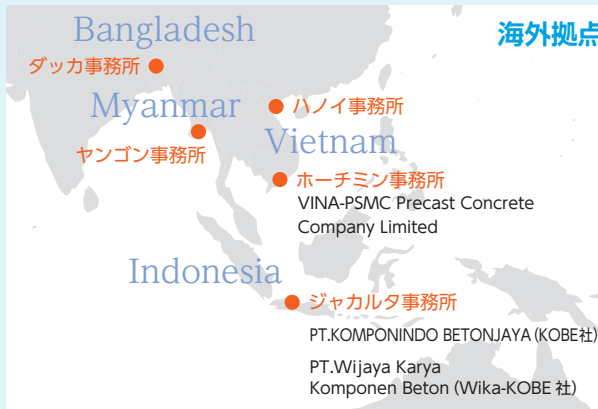 Bangladesh
海外拠点
ダッカ事務所
Myanmar
ハノイ事務所
ヤンゴン事務所
Vietnam
ホーチミン事務所
VINA-PSMC Precast Concrete
Company Limited
Indonesia
ジャカルタ事務所
PT.KOMPONINDO BETONJAYA(KOBE社)
PT.Wijaya Karya
Komponen Beton (Wika-KOBE 社)